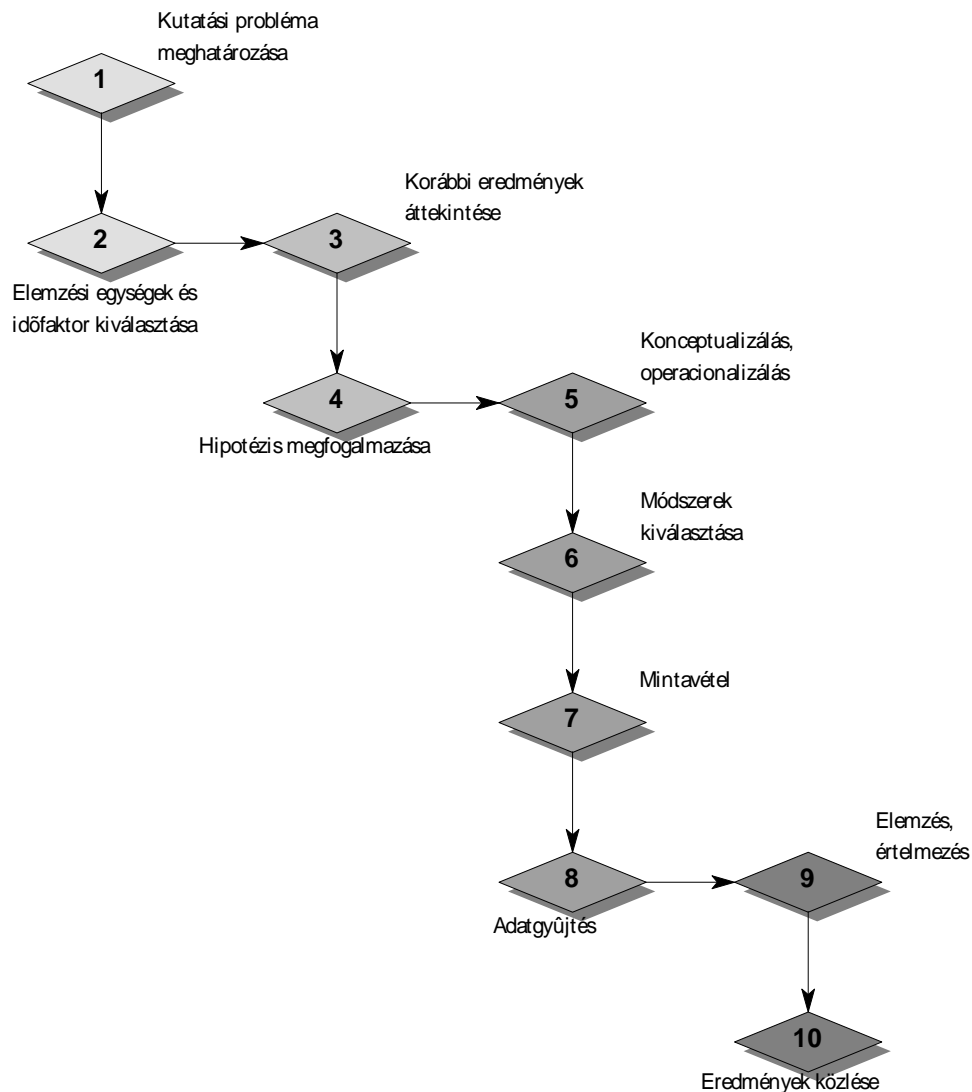 Kutatási probléma
meghatározása
1
2
Elemzési egységek és
idõfaktor kiválasztása
Korábbi eredmények
áttekintése
3
4
Hipotézis megfogalmazása
Konceptualizálás,
operacionalizálás
5
Módszerek
kiválasztása
6
Mintavétel
7
8
Adatgyûjtés
Elemzés,
értelmezés
9
10
Eredmények közlése